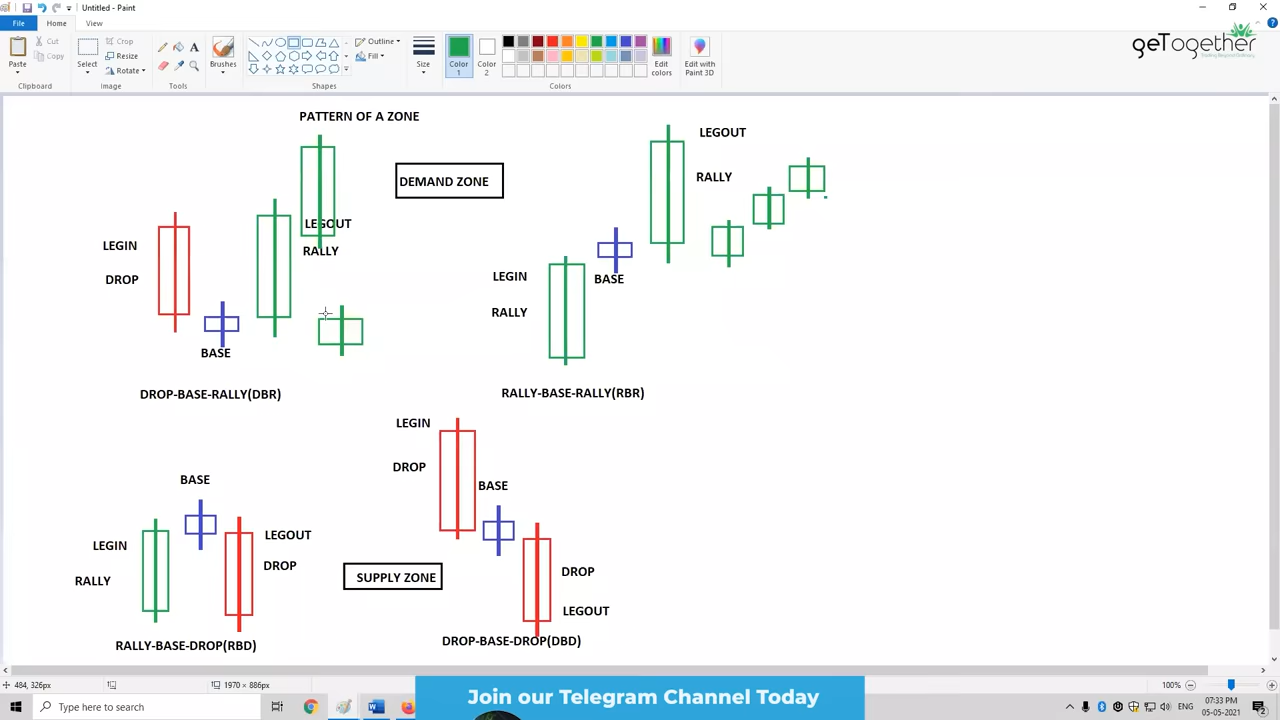 Untitled - Paint
File
Home
View
Paste
Cut
Copy
Clipboard
Select
Crop
Resize
Rotate
Image
Tools
Brushes
Outline
Fill
Shapes
Size
Color 1
Color 2
Edit colors
Colors
Edit with Paint 3D
geTogether
PATTERN OF A ZONE
DEMAND ZONE
LEGIN
DROP
BASE
LEGOUT
RALLY
DROP-BASE-RALLY(DBR)
LEGIN
RALLY
BASE
LEGOUT
RALLY
RALLY-BASE-RALLY(RBR)
BASE
LEGIN
RALLY
LEGOUT
DROP
RALLY-BASE-DROP(RBD)
SUPPLY ZONE
LEGIN
DROP
BASE
DROP
LEGOUT
DROP-BASE-DROP(DBD)
484, 326px
1970 × 886px
100%
Join our Telegram Channel Today
Type here to search
ENG
07:33 PM
05-05-2021
2